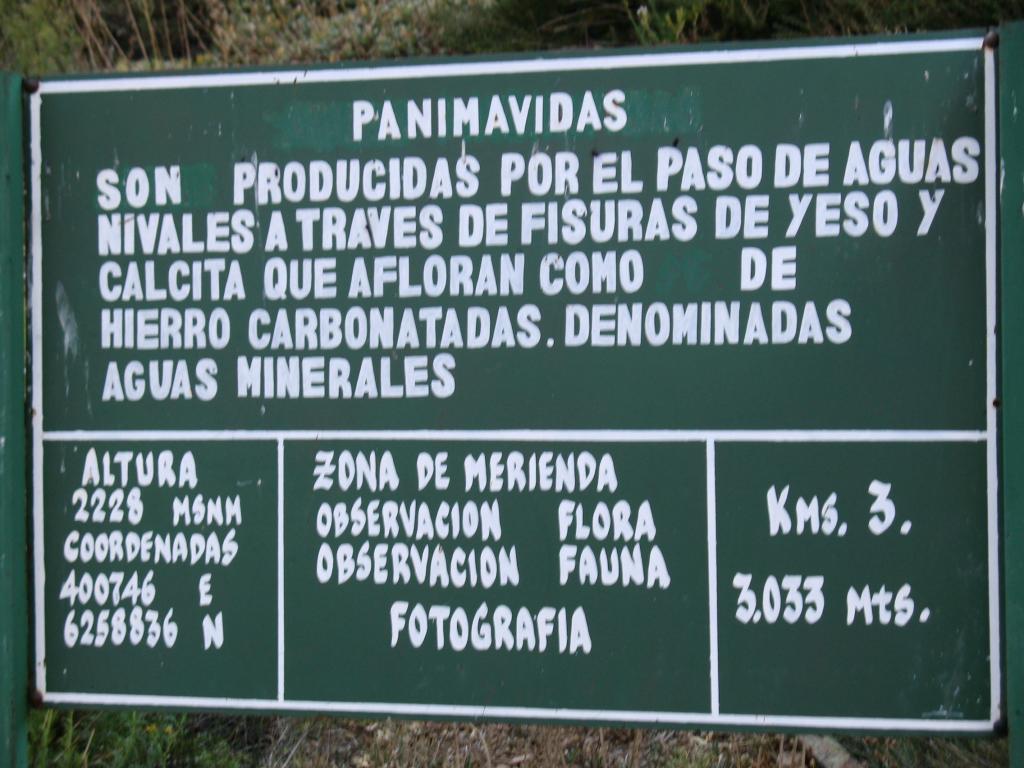 PANIMAVIDAS
SON PRODUCIDAS POR EL PASO DE AGUAS
NIVALES A TRAVES DE FISURAS DE YESO Y
CALCITA QUE AFLORAN COMO DE
HIERRO CARBONATADAS. DENOMINADAS
AGUAS MINERALES
ALTURA
2228 MSNM
COORDENADAS
400746 E
6258836 N
ZONA DE MERIENDA
OBSERVACION FLORA
OBSERVACION FAUNA
FOTOGRAFIA
KMS. 3.
3.033 Mts.